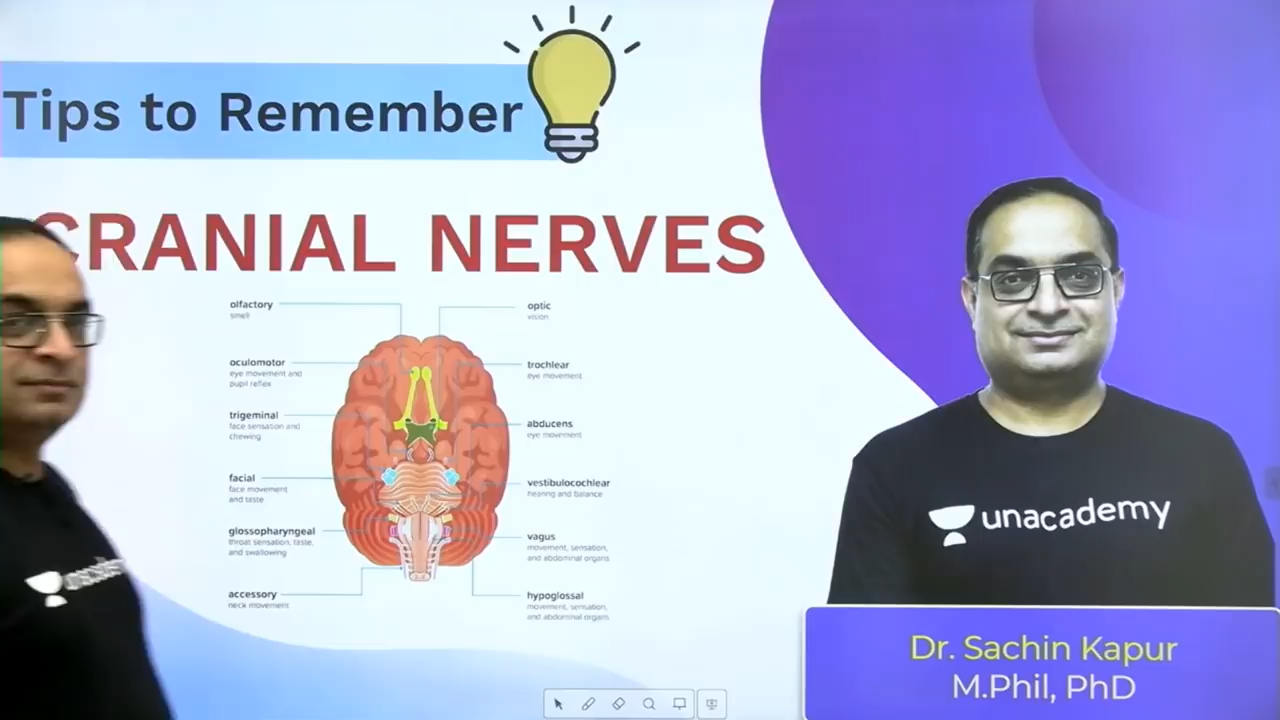 Tips to Remember
CRANIAL NERVES
olfactory
smell
optic
vision
oculomotor
eye movement and
pupil reflex
trochlear
eye movement
trigeminal
face sensation and
chewing
abducens
eye movement
facial
face movement
and taste
vestibulocochlear
hearing and balance
glossopharyngeal
throat sensation, taste,
and swallowing
vagus
movement, sensation,
and abdominal organs
accessory
neck movement
hypoglossal
movement, sensation,
and abdominal organs
unacademy
unacademy
Dr. Sachin Kapur
M.Phil, PhD